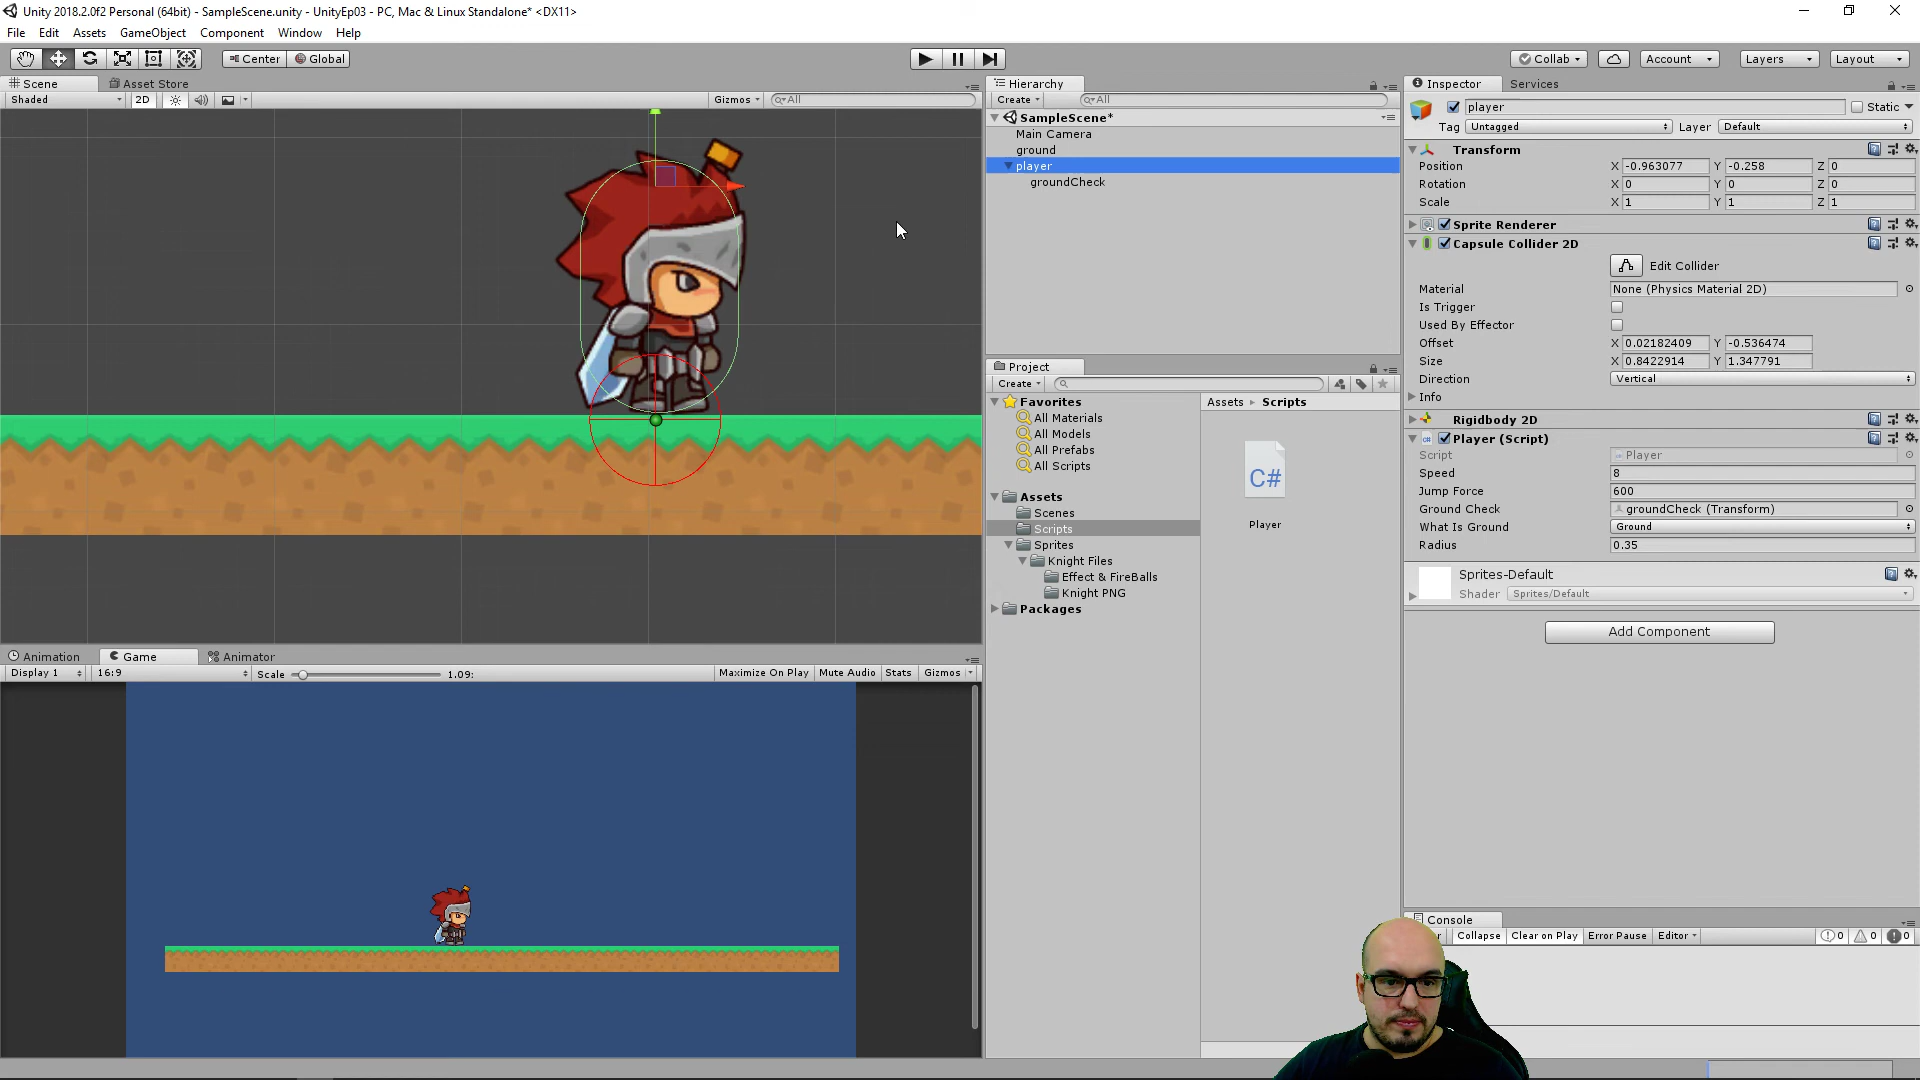 Unity 2018.2.0f2 Personal (64bit) - SampleScene.unity - UnityEp03 - PC, Mac & Linux Standalone* <DX11>
File Edit Assets GameObject Component Window Help
Center Global
Collab Account Layers Layout
Scene Asset Store
Shaded 2D Gizmos All
Hierarchy
Create All
SampleScene*
Main Camera
ground
player
groundCheck
Project
Create
Favorites
All Materials
All Models
All Prefabs
All Scripts
Assets
Scenes
Scripts
Sprites
Knight Files
Effect & FireBalls
Knight PNG
Packages
Assets Scripts
C#
Player
Inspector Services
player Static
Tag Untagged Layer Default
Transform
Position X -0.963077 Y -0.258 Z 0
Rotation X 0 Y 0 Z 0
Scale X 1 Y 1 Z 1
Sprite Renderer
Capsule Collider 2D
Edit Collider
Material None (Physics Material 2D)
Is Trigger
Used By Effector
Offset X 0.02182409 Y -0.536474
Size X 0.8422914 Y 1.347791
Direction Vertical
Info
Rigidbody 2D
Player (Script)
Script Player
Speed 8
Jump Force 600
Ground Check groundCheck (Transform)
What Is Ground Ground
Radius 0.35
Sprites-Default
Shader Sprites/Default
Add Component
Animation Game Animator
Display 1 16:9 Scale 1.09: Maximize On Play Mute Audio Stats Gizmos
Console
Collapse Clear on Play Error Pause Editor 0 0 0